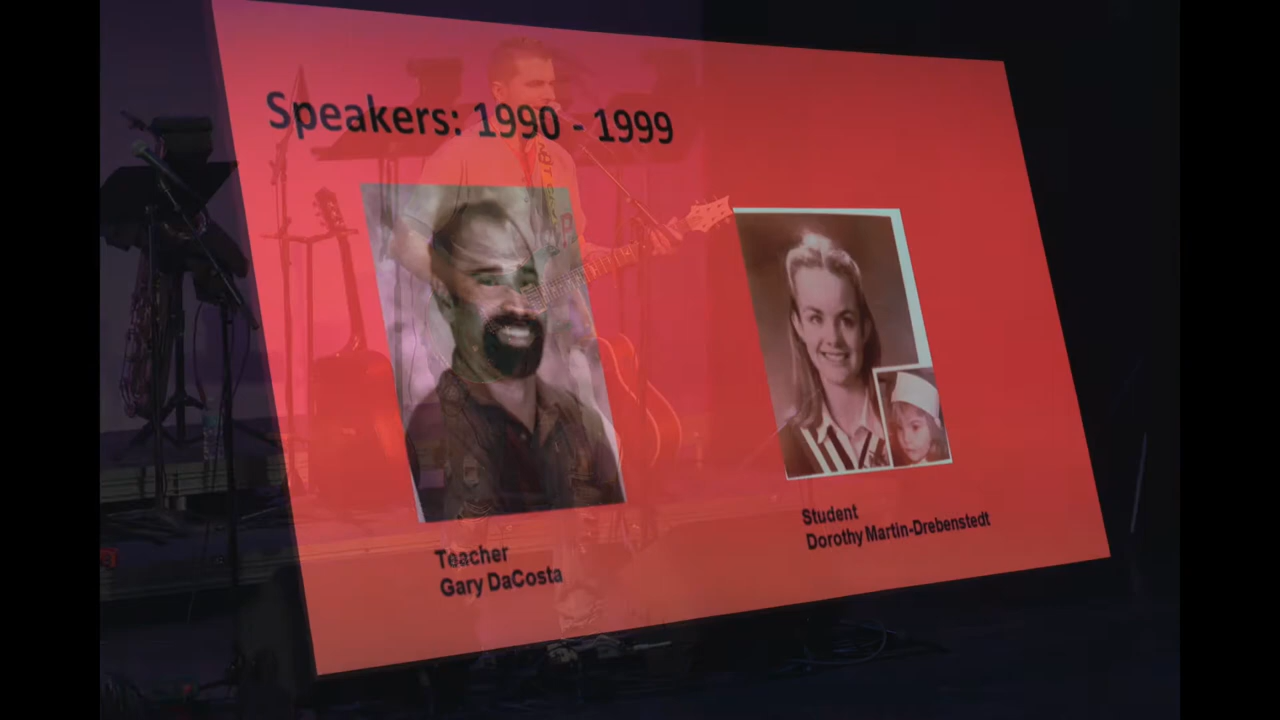 Speakers: 1990 - 1999
Teacher
Gary DaCosta
Student
Dorothy Martin-Drebenstedt